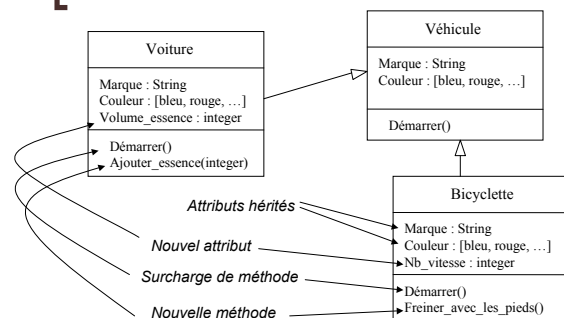 Voiture
Marque : String
Couleur : [bleu, rouge, …]
Volume_essence : integer
Démarrer()
Ajouter_essence(integer)
Véhicule
Marque : String
Couleur : [bleu, rouge, …]
Démarrer()
Bicyclette
Marque : String
Couleur : [bleu, rouge, …]
Nb_vitesse : integer
Démarrer()
Freiner_avec_les_pieds()
Attributs hérités
Nouvel attribut
Surcharge de méthode
Nouvelle méthode